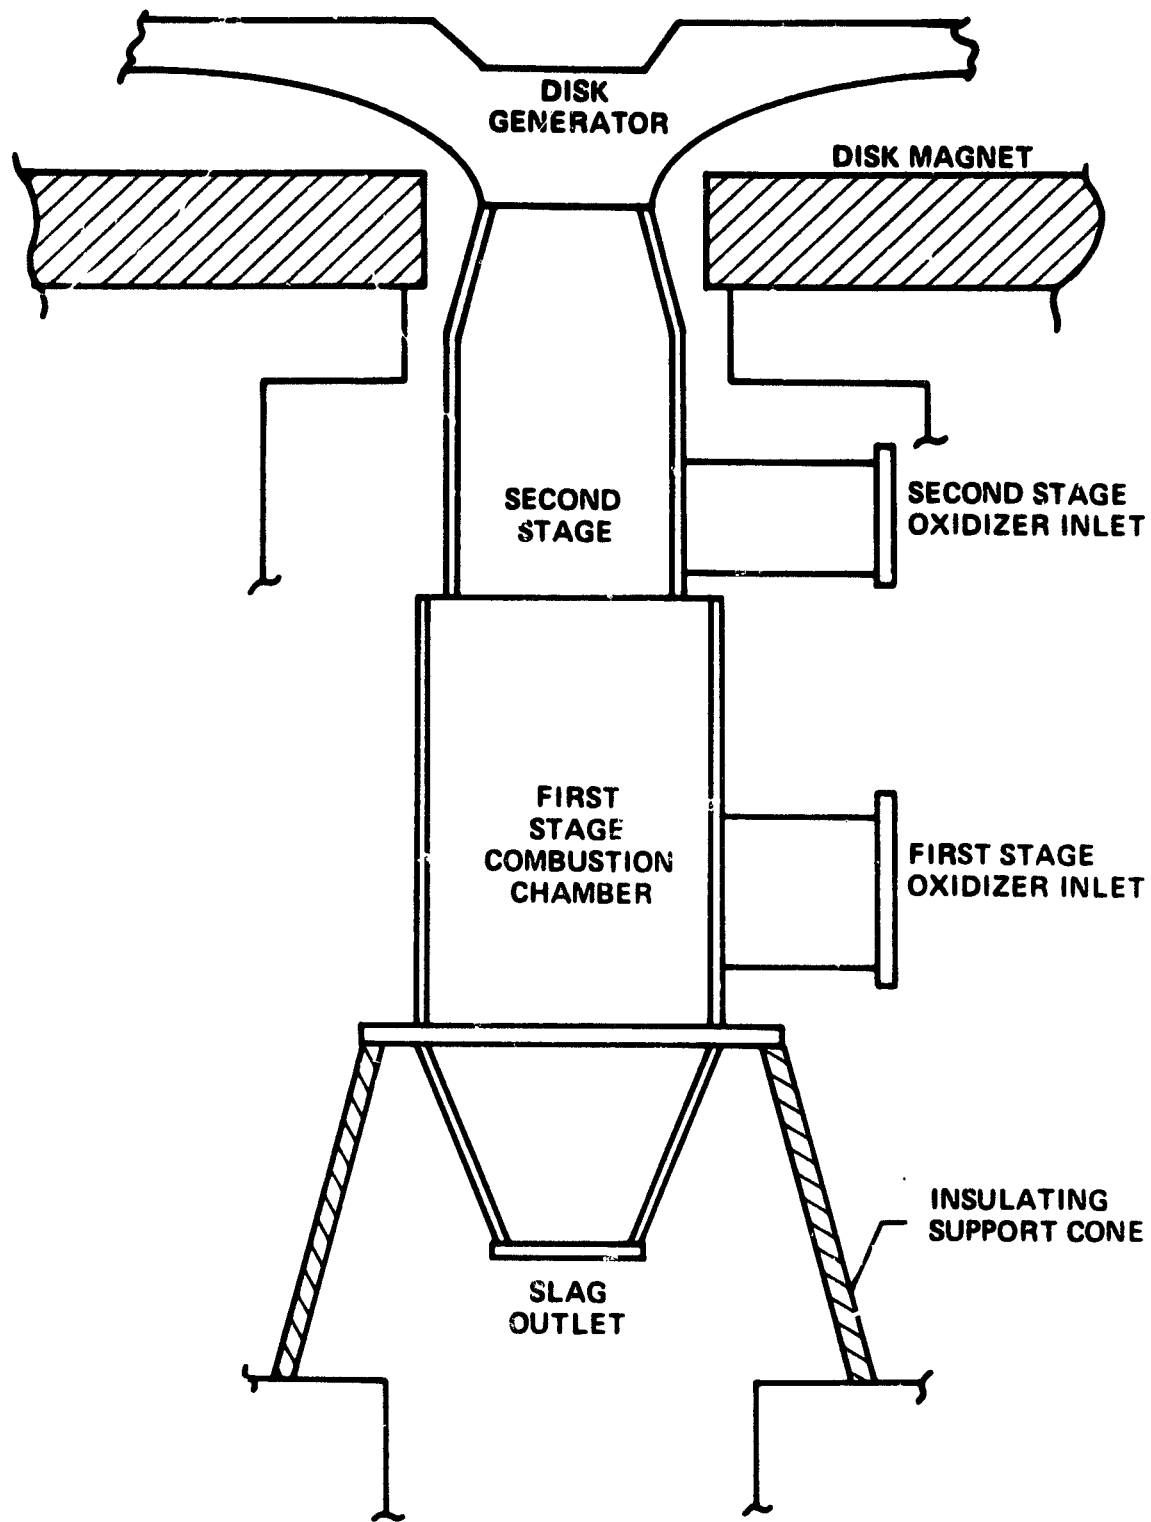 DISK
GENERATOR
DISK MAGNET
SECOND
STAGE
SECOND STAGE
OXIDIZER INLET
FIRST
STAGE
COMBUSTION
CHAMBER
FIRST STAGE
OXIDIZER INLET
INSULATING
SUPPORT CONE
SLAG
OUTLET